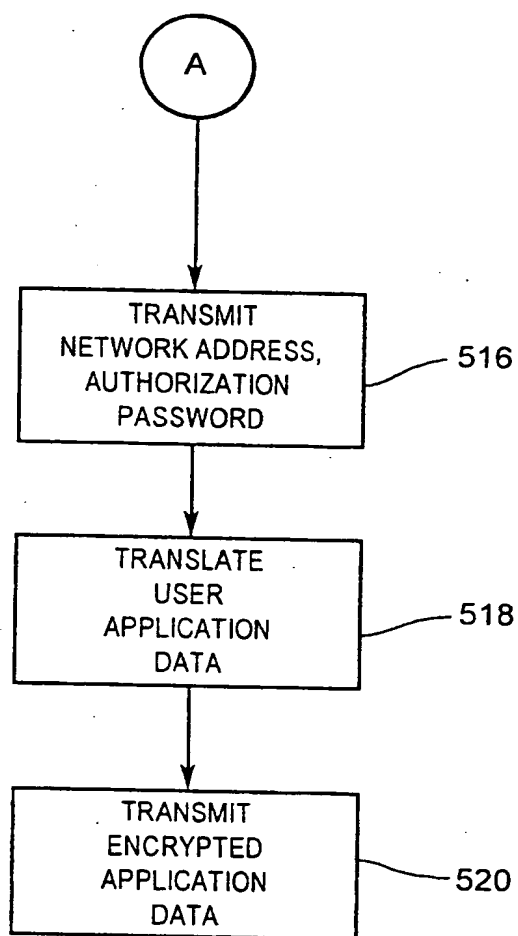 A
TRANSMIT
NETWORK ADDRESS,
AUTHORIZATION
PASSWORD
516
TRANSLATE
USER
APPLICATION
DATA
518
TRANSMIT
ENCRYPTED
APPLICATION
DATA
520